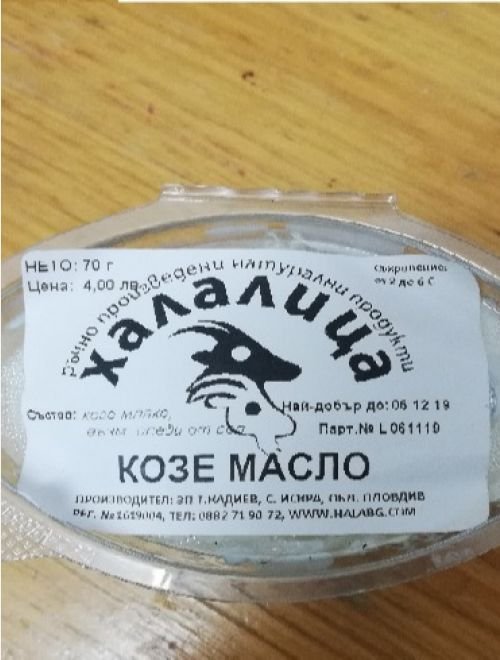 НЕТО: 70 г
Цена: 4,00 лв.
Съхранение:
от 2 до 6 С
Ръчно произведени натурални продукти
халалица
Състав: козе мляко,
Най-добър до: 06 12 19
Парт.№ L 061119
КОЗЕ МАСЛО
ПРОИЗВОДИТЕЛ: ЗП Т.КАДИЕВ, С. ИСКРА, ОБЛ. ПЛОВДИВ
РЕГ. №1619004, ТЕЛ: 0882 71 90 72, WWW.HALABG.COM